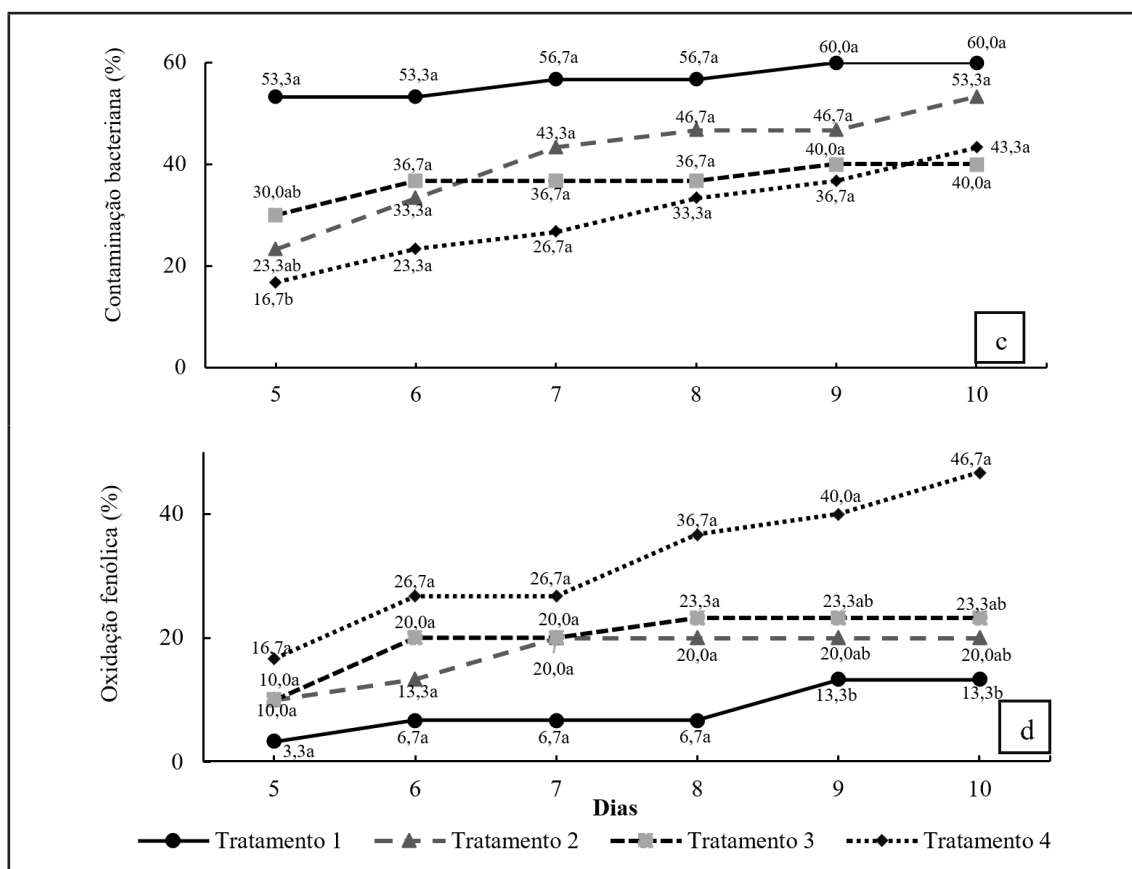 Contaminação bacteriana (%)
60
40
20
0
53,3a 53,3a 56,7a 56,7a 60,0a 60,0a
23,3ab 33,3a 43,3a 46,7a 46,7a 53,3a
30,0ab 36,7a 36,7a 36,7a 40,0a 40,0a
16,7b 23,3a 26,7a 33,3a 36,7a 43,3a
c
5 6 7 8 9 10
Oxidação fenólica (%)
40
20
0
16,7a 26,7a 26,7a 36,7a 40,0a 46,7a
10,0a 20,0a 20,0a 23,3a 23,3ab 23,3ab
10,0a 13,3a 20,0a 20,0a 20,0ab 20,0ab
3,3a 6,7a 6,7a 6,7a 13,3b 13,3b
d
5 6 7 8 9 10
Dias
Tratamento 1 Tratamento 2 Tratamento 3 Tratamento 4